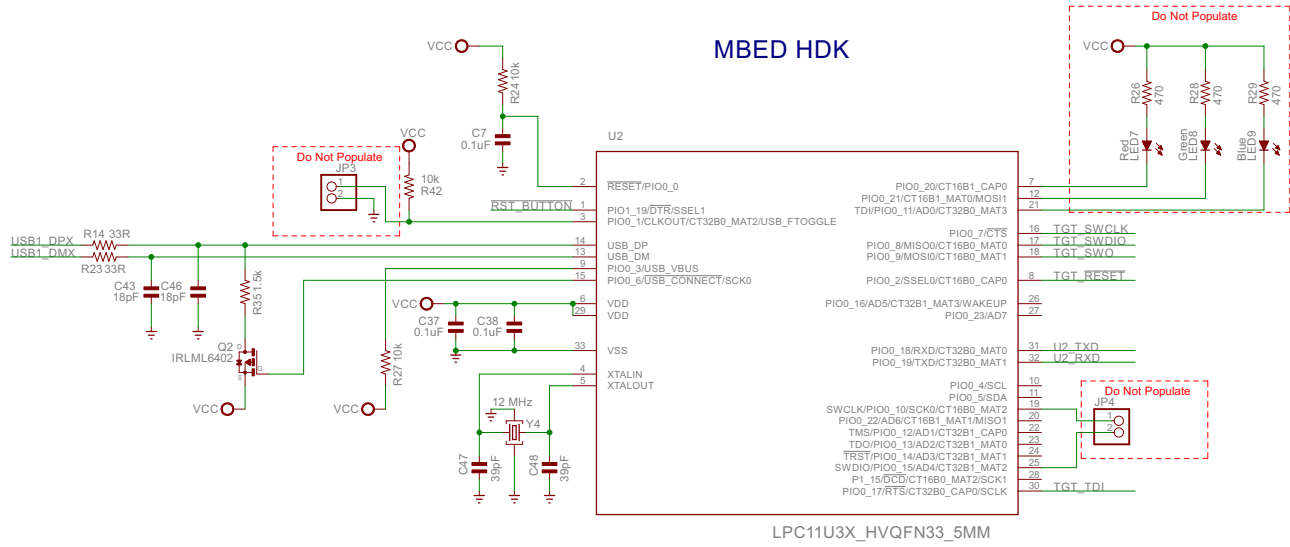 Do Not Populate
VCC
VCC
MBED HDK
R24 10k
R26
470
R28
470
R29
470
C7
0.1uF
VCC
U2
Red
LED7
Green
LED8
Blue
LED9
Do Not Populate
JP3
1
2
10k
R42
2 RESET/PIO0_0
PIO0_20/CT16B1_CAP0 7
PIO0_21/CT16B1_MAT0/MOSI1 12
RST_BUTTON 1 PIO1_19/DTR/SSEL1
TDI/PIO0_11/AD0/CT32B0_MAT3 21
3 PIO0_1/CLKOUT/CT32B0_MAT2/USB_FTOGGLE
PIO0_7/CTS 16 TGT_SWCLK
R14 33R
USB1_DPX
14 USB_DP
PIO0_8/MISO0/CT16B0_MAT0 17 TGT_SWDIO
USB1_DMX
13 USB_DM
PIO0_9/MOSI0/CT16B0_MAT1 18 TGT_SWO
R23 33R
9 PIO0_3/USB_VBUS
15 PIO0_6/USB_CONNECT/SCK0
PIO0_2/SSEL0/CT16B0_CAP0 8 TGT_RESET
C43
18pF
C46
18pF
R35 1.5k
VCC
6 VDD
PIO0_16/AD5/CT32B1_MAT3/WAKEUP 26
29 VDD
PIO0_23/AD7 27
C37
0.1uF
C38
0.1uF
Q2
IRLML6402
D
G
S
33 VSS
PIO0_18/RXD/CT32B0_MAT0 31 U2_TXD
PIO0_19/TXD/CT32B0_MAT1 32 U2_RXD
R27 10k
4 XTALIN
5 XTALOUT
PIO0_4/SCL 10
PIO0_5/SDA 11
Do Not Populate
JP4
1
2
VCC
VCC
12 MHz
Y4
SWCLK/PIO0_10/SCK0/CT16B0_MAT2 19
PIO0_22/AD6/CT16B1_MAT1/MISO1 20
TMS/PIO0_12/AD1/CT32B1_CAP0 22
TDO/PIO0_13/AD2/CT32B1_MAT0 23
TRST/PIO0_14/AD3/CT32B1_MAT1 24
SWDIO/PIO0_15/AD4/CT32B1_MAT2 25
P1_15/DCD/CT16B0_MAT2/SCK1 28
PIO0_17/RTS/CT32B0_CAP0/SCLK 30 TGT_TDI
C47
39pF
C48
39pF
LPC11U3X_HVQFN33_5MM